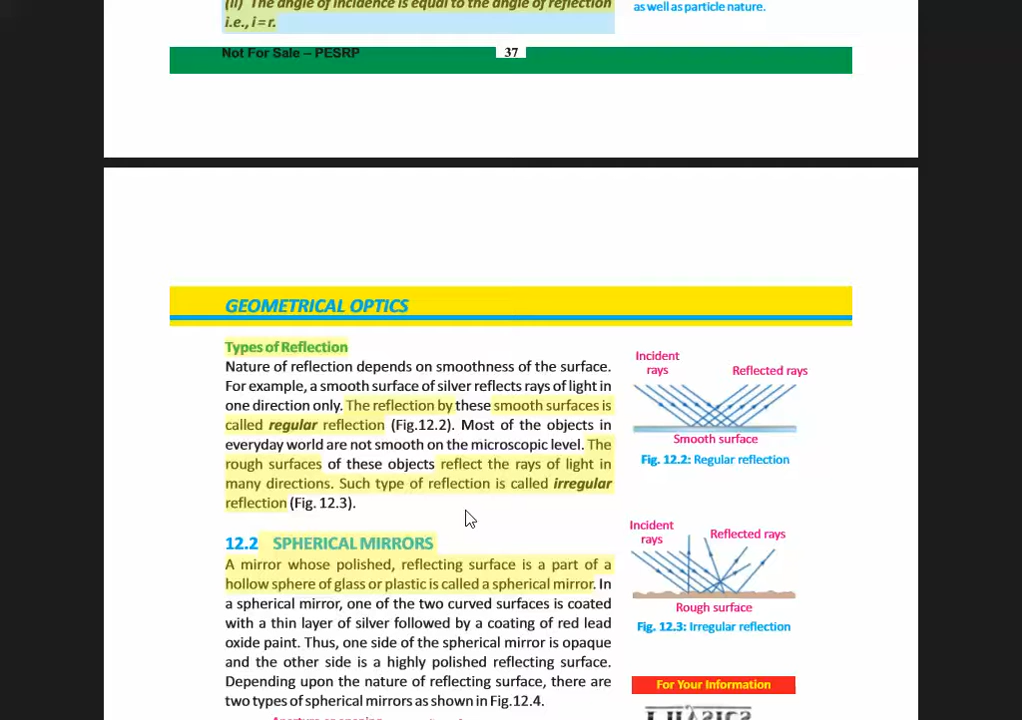 (ii) The angle of incidence is equal to the angle of reflection
i.e., i = r.
as well as particle nature.
Not For Sale – PESRP
37
GEOMETRICAL OPTICS
Types of Reflection
Nature of reflection depends on smoothness of the surface.
For example, a smooth surface of silver reflects rays of light in
one direction only. The reflection by these smooth surfaces is
called regular reflection (Fig.12.2). Most of the objects in
everyday world are not smooth on the microscopic level. The
rough surfaces of these objects reflect the rays of light in
many directions. Such type of reflection is called irregular
reflection (Fig. 12.3).
Incident
rays
Reflected rays
Smooth surface
Fig. 12.2: Regular reflection
Incident
rays
Reflected rays
Rough surface
Fig. 12.3: Irregular reflection
12.2 SPHERICAL MIRRORS
A mirror whose polished, reflecting surface is a part of a
hollow sphere of glass or plastic is called a spherical mirror. In
a spherical mirror, one of the two curved surfaces is coated
with a thin layer of silver followed by a coating of red lead
oxide paint. Thus, one side of the spherical mirror is opaque
and the other side is a highly polished reflecting surface.
Depending upon the nature of reflecting surface, there are
two types of spherical mirrors as shown in Fig.12.4.
For Your Information
PHYSICS